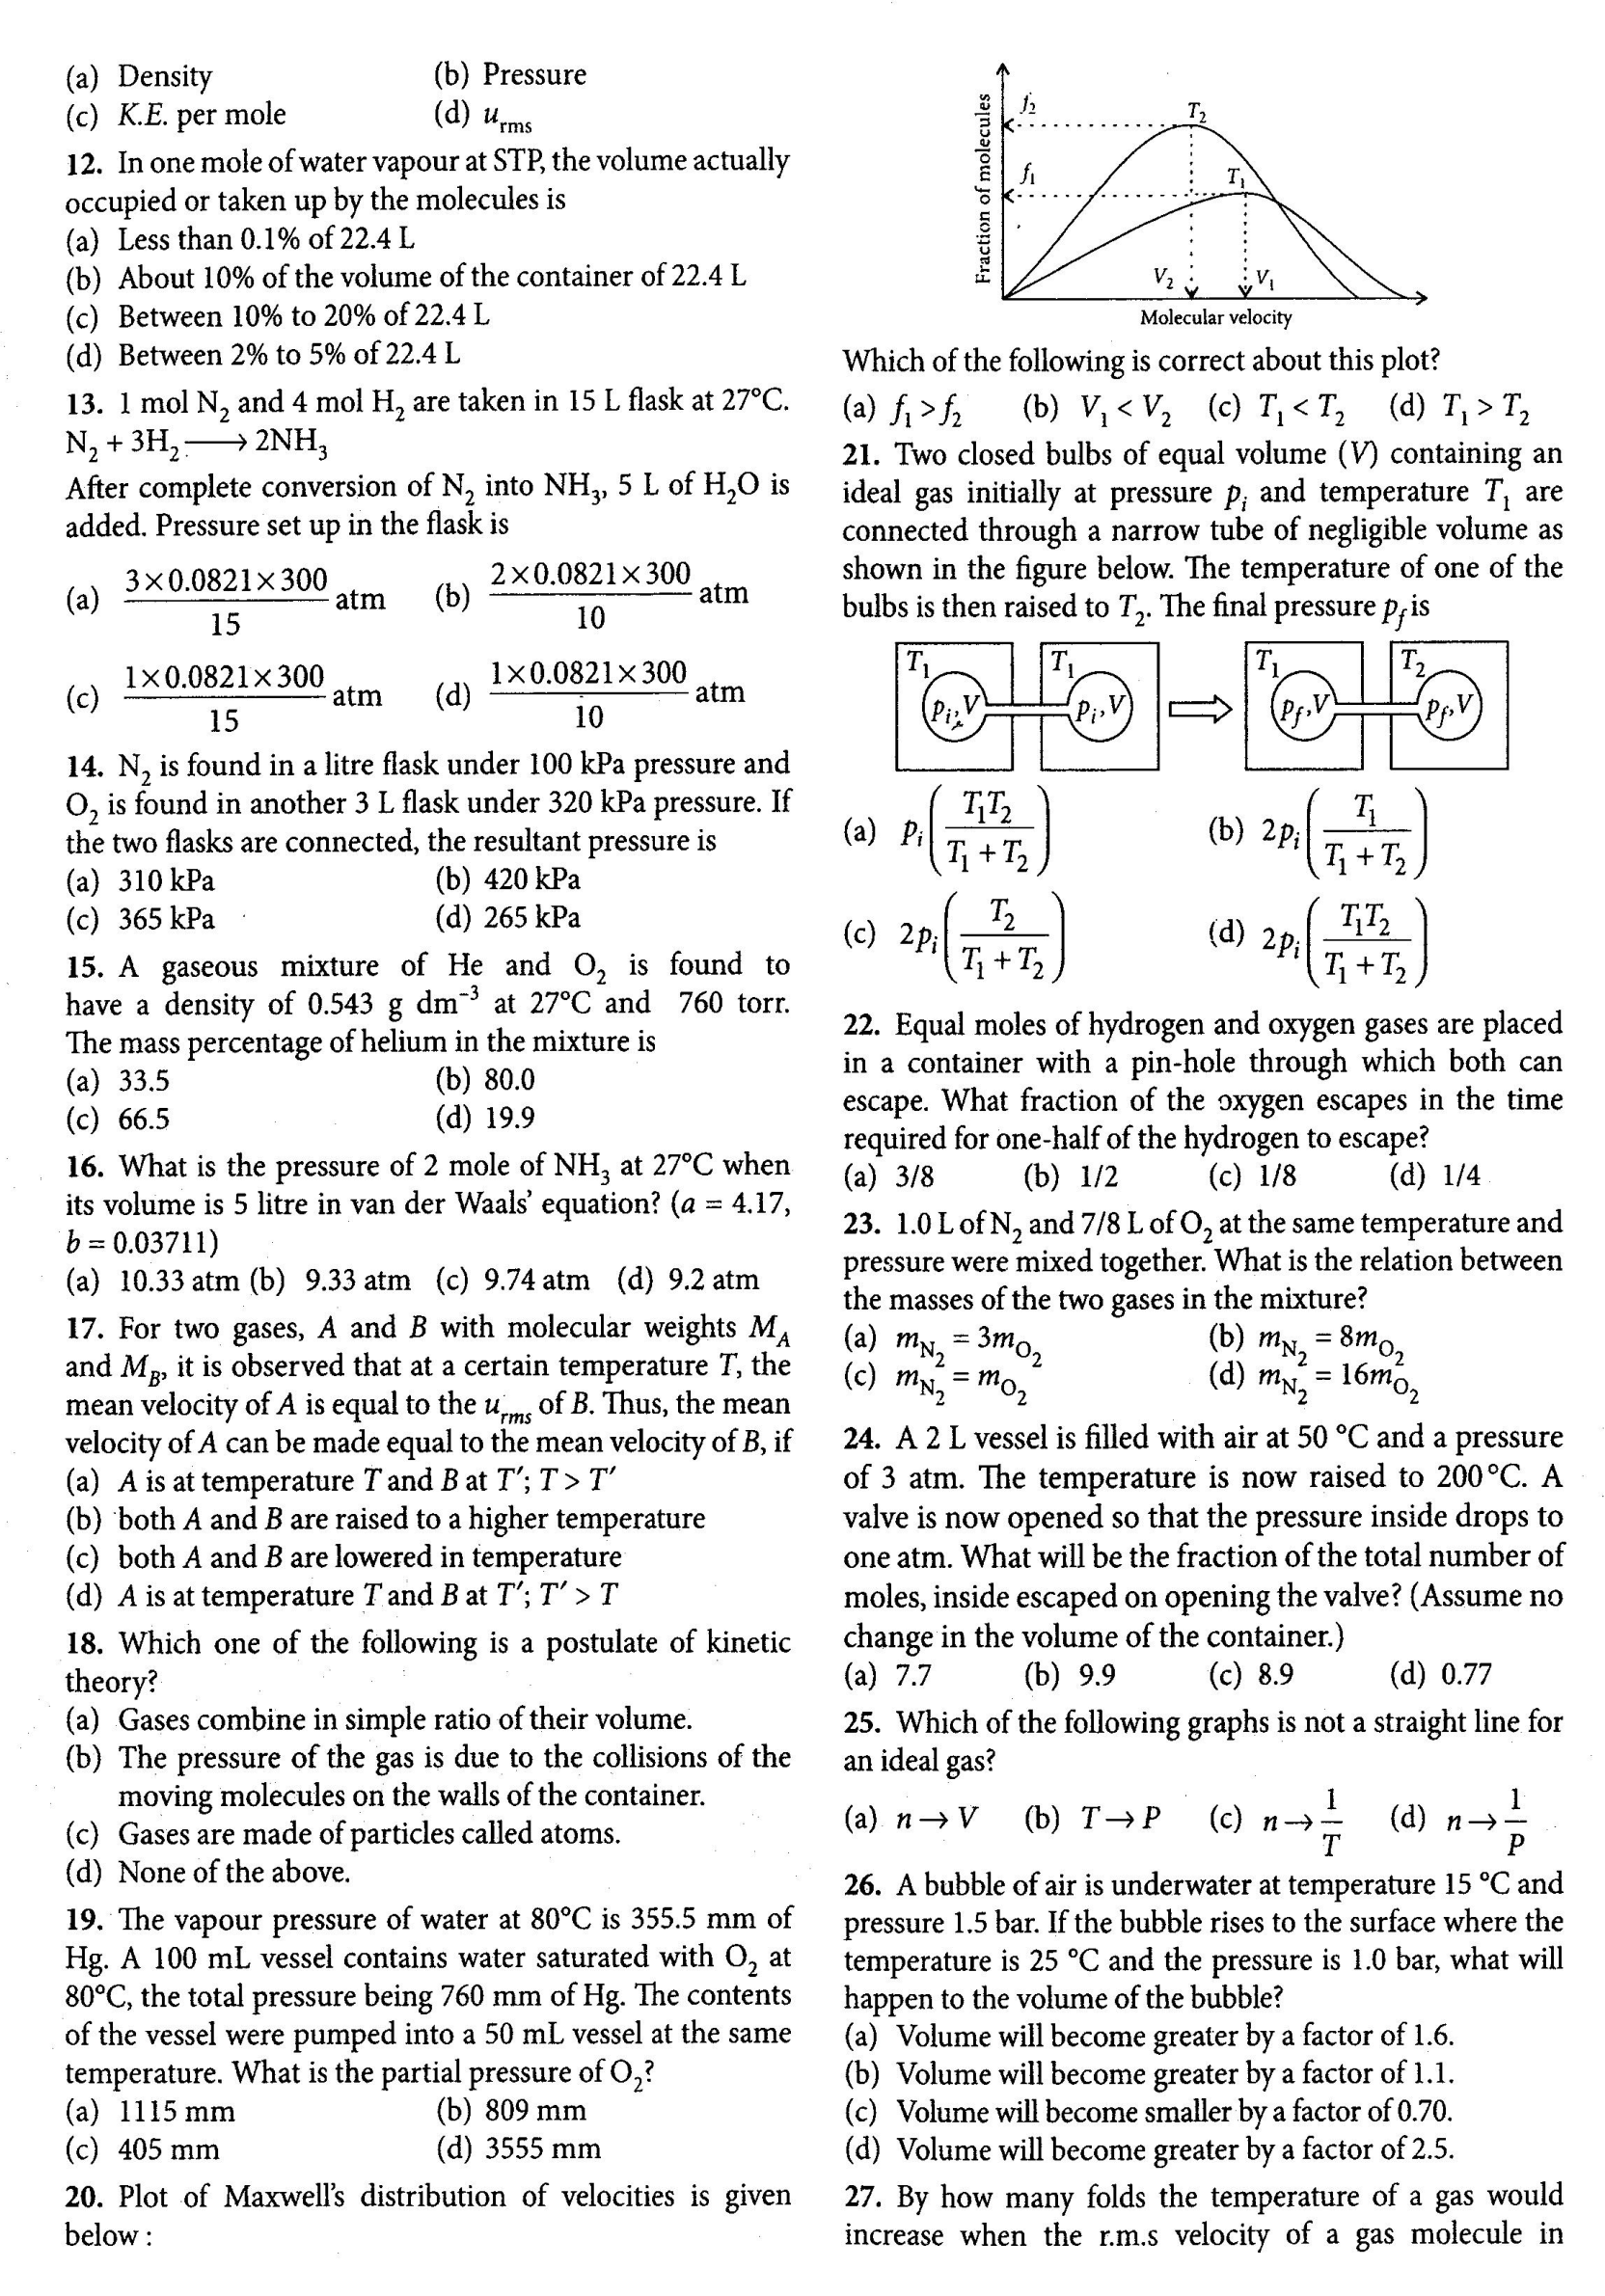 (a) Density (b) Pressure
(c) K.E. per mole (d) u_rms
12. In one mole of water vapour at STP, the volume actually
occupied or taken up by the molecules is
(a) Less than 0.1% of 22.4 L
(b) About 10% of the volume of the container of 22.4 L
(c) Between 10% to 20% of 22.4 L
(d) Between 2% to 5% of 22.4 L
13. 1 mol N₂ and 4 mol H₂ are taken in 15 L flask at 27°C.
N₂ + 3H₂ ⟶ 2NH₃
After complete conversion of N₂ into NH₃, 5 L of H₂O is
added. Pressure set up in the flask is
(a) 3×0.0821×300/15 atm (b) 2×0.0821×300/10 atm
(c) 1×0.0821×300/15 atm (d) 1×0.0821×300/10 atm
14. N₂ is found in a litre flask under 100 kPa pressure and
O₂ is found in another 3 L flask under 320 kPa pressure. If
the two flasks are connected, the resultant pressure is
(a) 310 kPa (b) 420 kPa
(c) 365 kPa (d) 265 kPa
15. A gaseous mixture of He and O₂ is found to
have a density of 0.543 g dm⁻³ at 27°C and 760 torr.
The mass percentage of helium in the mixture is
(a) 33.5 (b) 80.0
(c) 66.5 (d) 19.9
16. What is the pressure of 2 mole of NH₃ at 27°C when
its volume is 5 litre in van der Waals' equation? (a = 4.17,
b = 0.03711)
(a) 10.33 atm (b) 9.33 atm (c) 9.74 atm (d) 9.2 atm
17. For two gases, A and B with molecular weights M_A
and M_B, it is observed that at a certain temperature T, the
mean velocity of A is equal to the u_rms of B. Thus, the mean
velocity of A can be made equal to the mean velocity of B, if
(a) A is at temperature T and B at T′; T > T′
(b) both A and B are raised to a higher temperature
(c) both A and B are lowered in temperature
(d) A is at temperature T and B at T′; T′ > T
18. Which one of the following is a postulate of kinetic
theory?
(a) Gases combine in simple ratio of their volume.
(b) The pressure of the gas is due to the collisions of the
moving molecules on the walls of the container.
(c) Gases are made of particles called atoms.
(d) None of the above.
19. The vapour pressure of water at 80°C is 355.5 mm of
Hg. A 100 mL vessel contains water saturated with O₂ at
80°C, the total pressure being 760 mm of Hg. The contents
of the vessel were pumped into a 50 mL vessel at the same
temperature. What is the partial pressure of O₂?
(a) 1115 mm (b) 809 mm
(c) 405 mm (d) 3555 mm
20. Plot of Maxwell's distribution of velocities is given
below :
Fraction of molecules
f₂
T₂
f₁
T₁
V₂ V₁
Molecular velocity
Which of the following is correct about this plot?
(a) f₁ > f₂ (b) V₁ < V₂ (c) T₁ < T₂ (d) T₁ > T₂
21. Two closed bulbs of equal volume (V) containing an
ideal gas initially at pressure p_i and temperature T₁ are
connected through a narrow tube of negligible volume as
shown in the figure below. The temperature of one of the
bulbs is then raised to T₂. The final pressure p_f is
T₁ T₁ T₁ T₂
p_i, V p_i, V p_f, V p_f, V
(a) p_i(T₁T₂/(T₁ + T₂)) (b) 2p_i(T₁/(T₁ + T₂))
(c) 2p_i(T₂/(T₁ + T₂)) (d) 2p_i(T₁T₂/(T₁ + T₂))
22. Equal moles of hydrogen and oxygen gases are placed
in a container with a pin-hole through which both can
escape. What fraction of the oxygen escapes in the time
required for one-half of the hydrogen to escape?
(a) 3/8 (b) 1/2 (c) 1/8 (d) 1/4
23. 1.0 L of N₂ and 7/8 L of O₂ at the same temperature and
pressure were mixed together. What is the relation between
the masses of the two gases in the mixture?
(a) m_N₂ = 3m_O₂ (b) m_N₂ = 8m_O₂
(c) m_N₂ = m_O₂ (d) m_N₂ = 16m_O₂
24. A 2 L vessel is filled with air at 50 °C and a pressure
of 3 atm. The temperature is now raised to 200°C. A
valve is now opened so that the pressure inside drops to
one atm. What will be the fraction of the total number of
moles, inside escaped on opening the valve? (Assume no
change in the volume of the container.)
(a) 7.7 (b) 9.9 (c) 8.9 (d) 0.77
25. Which of the following graphs is not a straight line for
an ideal gas?
(a) n → V (b) T → P (c) n → 1/T (d) n → 1/P
26. A bubble of air is underwater at temperature 15 °C and
pressure 1.5 bar. If the bubble rises to the surface where the
temperature is 25 °C and the pressure is 1.0 bar, what will
happen to the volume of the bubble?
(a) Volume will become greater by a factor of 1.6.
(b) Volume will become greater by a factor of 1.1.
(c) Volume will become smaller by a factor of 0.70.
(d) Volume will become greater by a factor of 2.5.
27. By how many folds the temperature of a gas would
increase when the r.m.s velocity of a gas molecule in